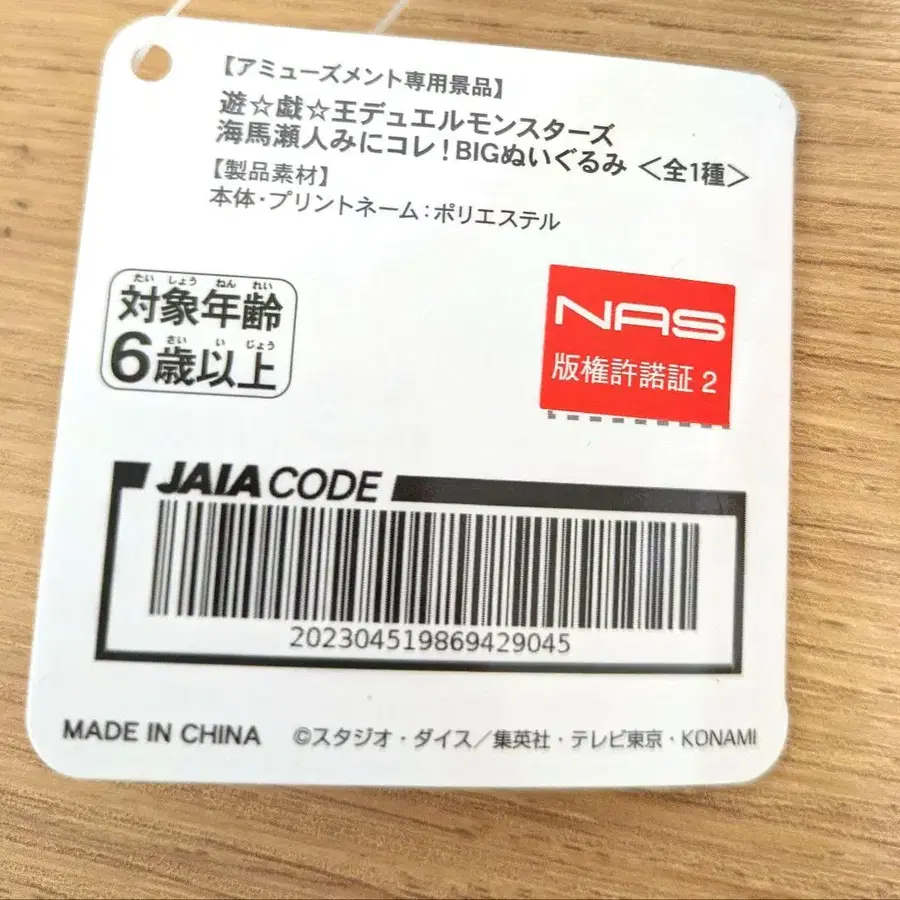 【アミューズメント専用景品】
遊☆戯☆王デュエルモンスターズ
海馬瀬人みにコレ！BIGぬいぐるみ ＜全1種＞
【製品素材】
本体・プリントネーム：ポリエステル
たいしょうねんれい
対象年齢
さいいじょう
6歳以上
NAS
版権許諾証 2
JAIA CODE
202304519869429045
MADE IN CHINA ©スタジオ・ダイス／集英社・テレビ東京・KONAMI